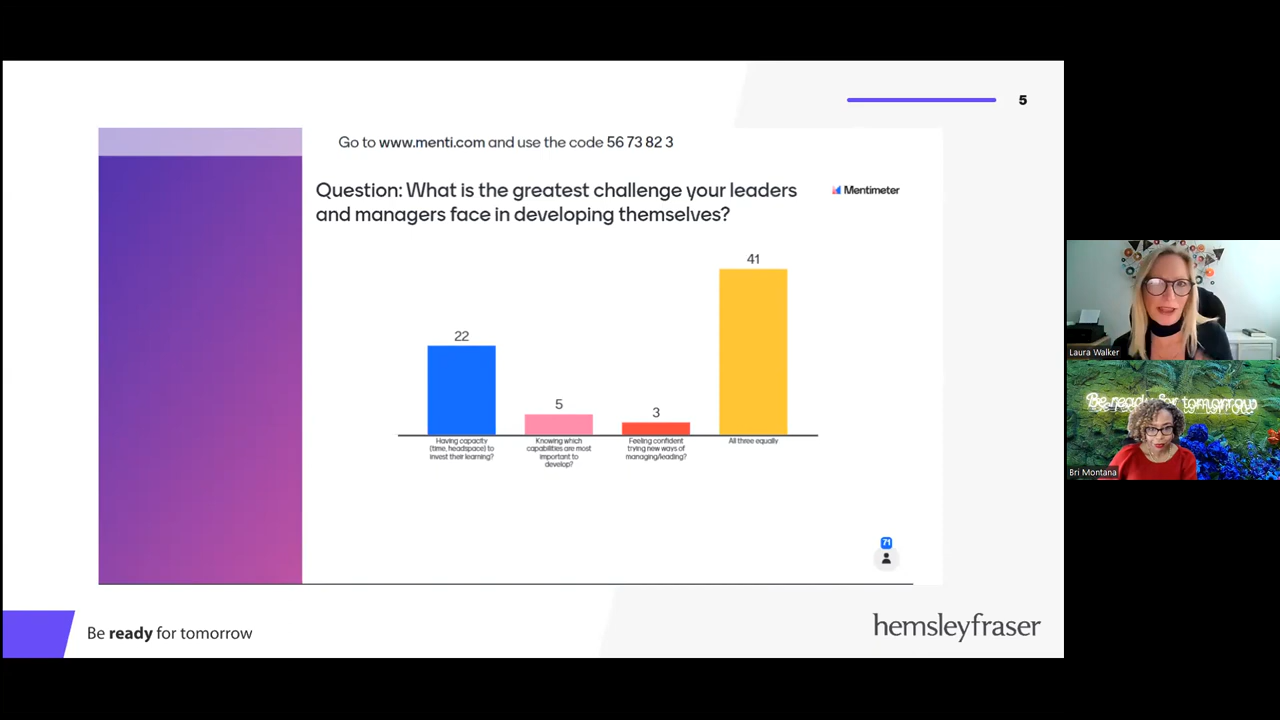 5
Go to www.menti.com and use the code 56 73 82 3
Question: What is the greatest challenge your leaders
and managers face in developing themselves?
Mentimeter
22
5
3
41
Having capacity
(time, headspace) to
invest their learning?
Knowing which
capabilities are most
important to
develop?
Feeling confident
trying new ways of
managing/leading?
All three equally
71
Be ready for tomorrow
hemsleyfraser
Laura Walker
Be ready for tomorrow
Bri Montana